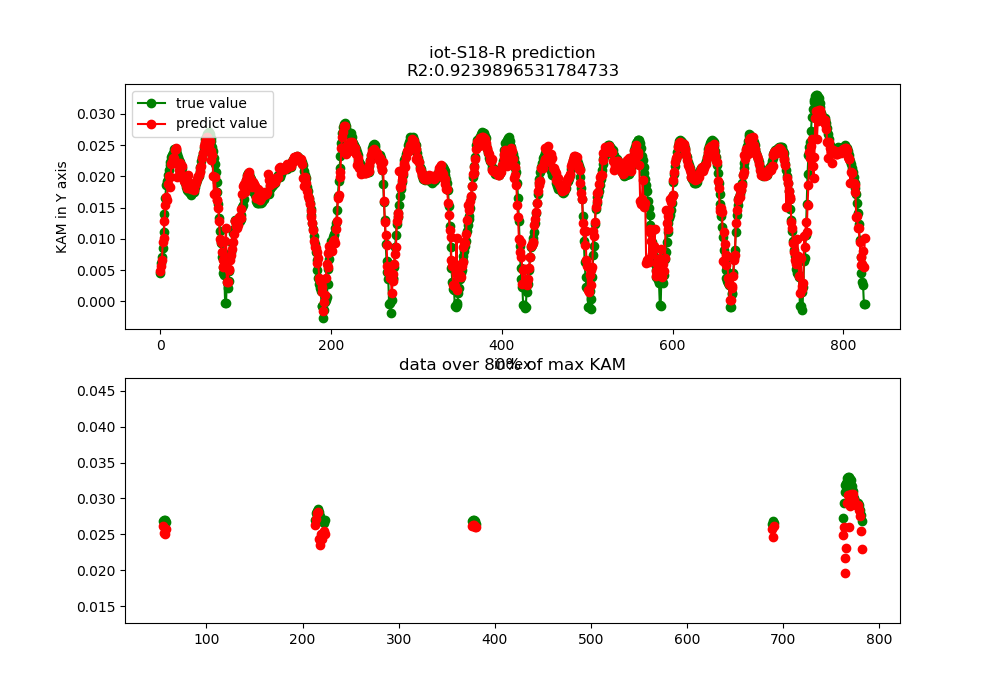 iot-S18-R prediction
R2:0.9239896531784733
true value
predict value
KAM in Y axis
0.030
0.025
0.020
0.015
0.010
0.005
0.000
0 200 400 600 800
index
data over 80% of max KAM
0.045
0.040
0.035
0.030
0.025
0.020
0.015
100 200 300 400 500 600 700 800